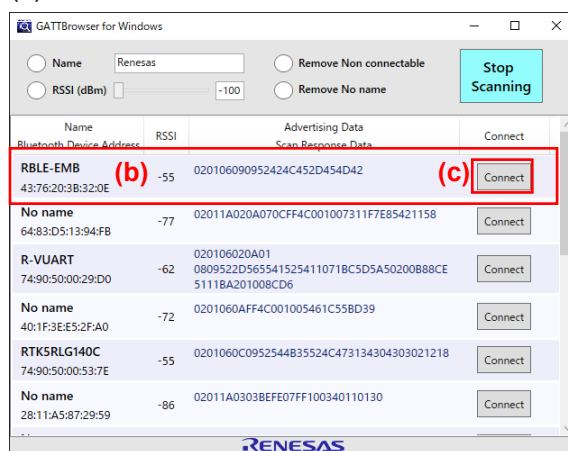 GATTBrowser for Windows
Name Renesas Remove Non connectable
RSSI (dBm) -100 Remove No name
Stop
Scanning
Name
Bluetooth Device Address
RSSI
Advertising Data
Scan Response Data
Connect
RBLE-EMB (b) -55 020106090952424C452D454D42 (c) Connect
43:76:20:3B:32:0E
No name -77 02011A020A070CFF4C001007311F7E85421158 Connect
64:83:D5:13:94:FB
R-VUART -62 020106020A01 Connect
74:90:50:00:29:D0 0809522D565541525411071BC5D5A50200B88CE
5111BA201008CD6
No name -72 0201060AFF4C001005461C55BD39 Connect
40:1F:3E:E5:2F:A0
RTK5RLG140C -55 0201060C0952544B35524C473134304303021218 Connect
74:90:50:00:53:7E
No name -86 02011A0303BEFE07FF100340110130 Connect
28:11:A5:87:29:59
RENESAS